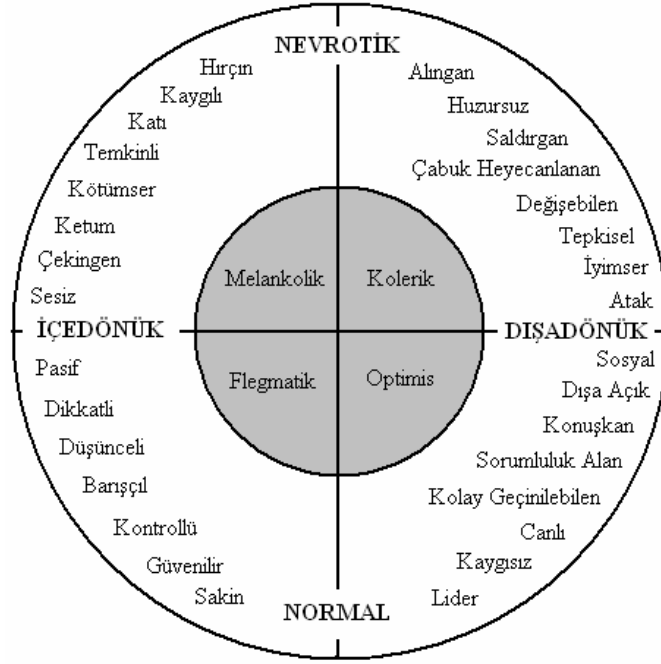 NEVROTİK
Hırçın
Kaygılı
Katı
Temkinli
Kötümser
Ketum
Çekingen
Sesiz
Alıngan
Huzursuz
Saldırgan
Çabuk Heyecanlanan
Değişebilen
Tepkisel
İyimser
Atak
Melankolik
Kolerik
İÇEDÖNÜK
DIŞADÖNÜK
Flegmatik
Optimis
Pasif
Dikkatli
Düşünceli
Barışçıl
Kontrollü
Güvenilir
Sakin
Sosyal
Dışa Açık
Konuşkan
Sorumluluk Alan
Kolay Geçinilebilen
Canlı
Kaygısız
Lider
NORMAL